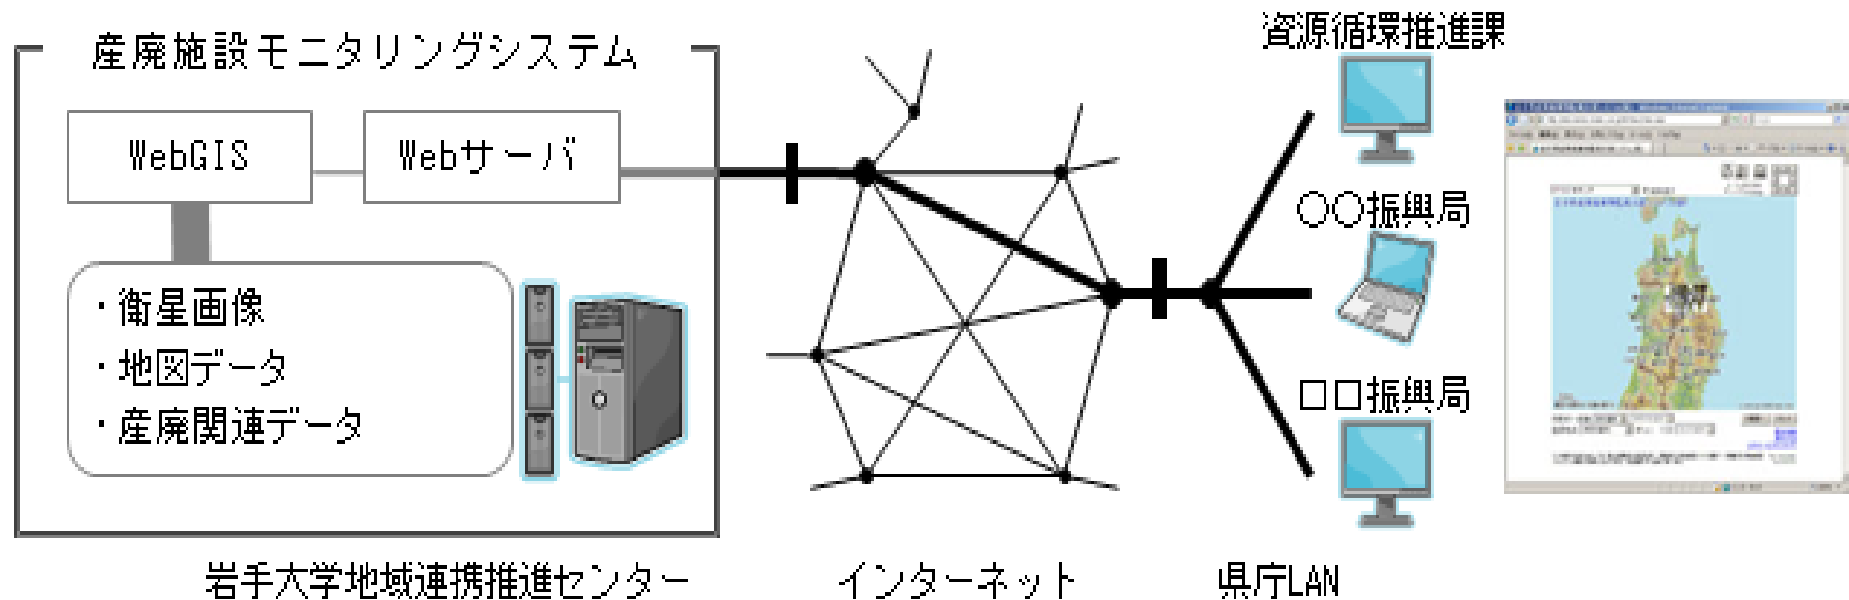 産廃施設モニタリングシステム
WebGIS
Webサーバ
・衛星画像
・地図データ
・産廃関連データ
岩手大学地域連携推進センター
インターネット
県庁LAN
資源循環推進課
〇〇振興局
□□振興局